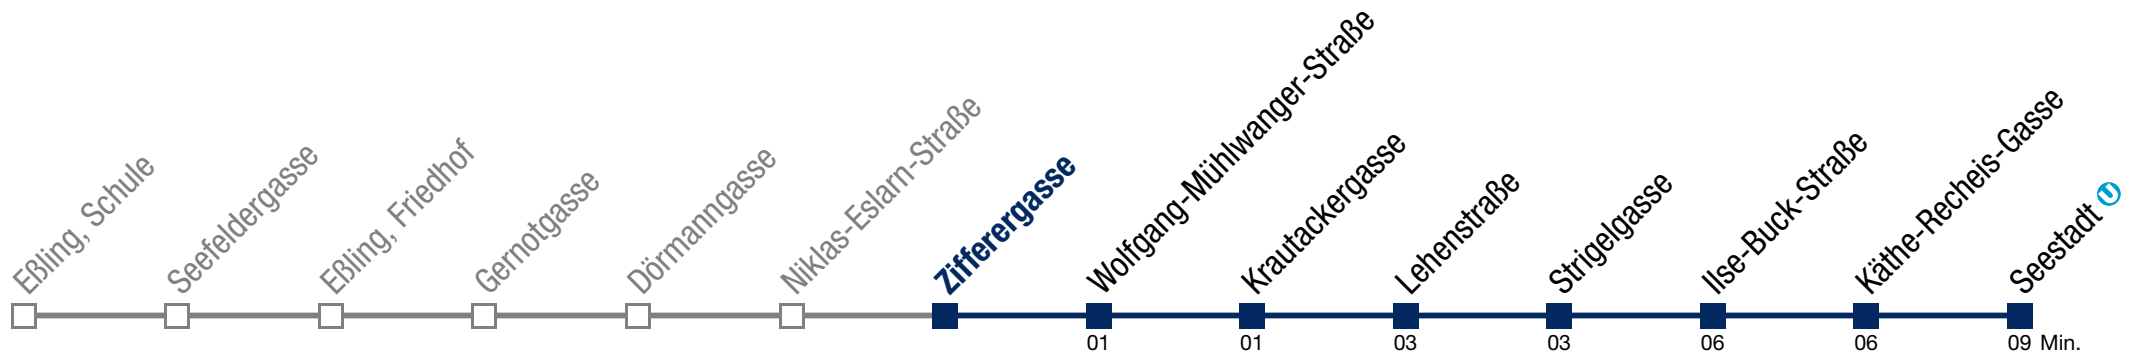 Eßling, Schule
Seefeldergasse
Eßling, Friedhof
Gernotgasse
Dörmanngasse
Niklas-Eslarn-Straße
Zifferergasse
Wolfgang-Mühlwanger-Straße
Krautackergasse
Lehenstraße
Strigelgasse
Ilse-Buck-Straße
Käthe-Recheis-Gasse
Seestadt U
01 01 03 03 06 06 09 Min.